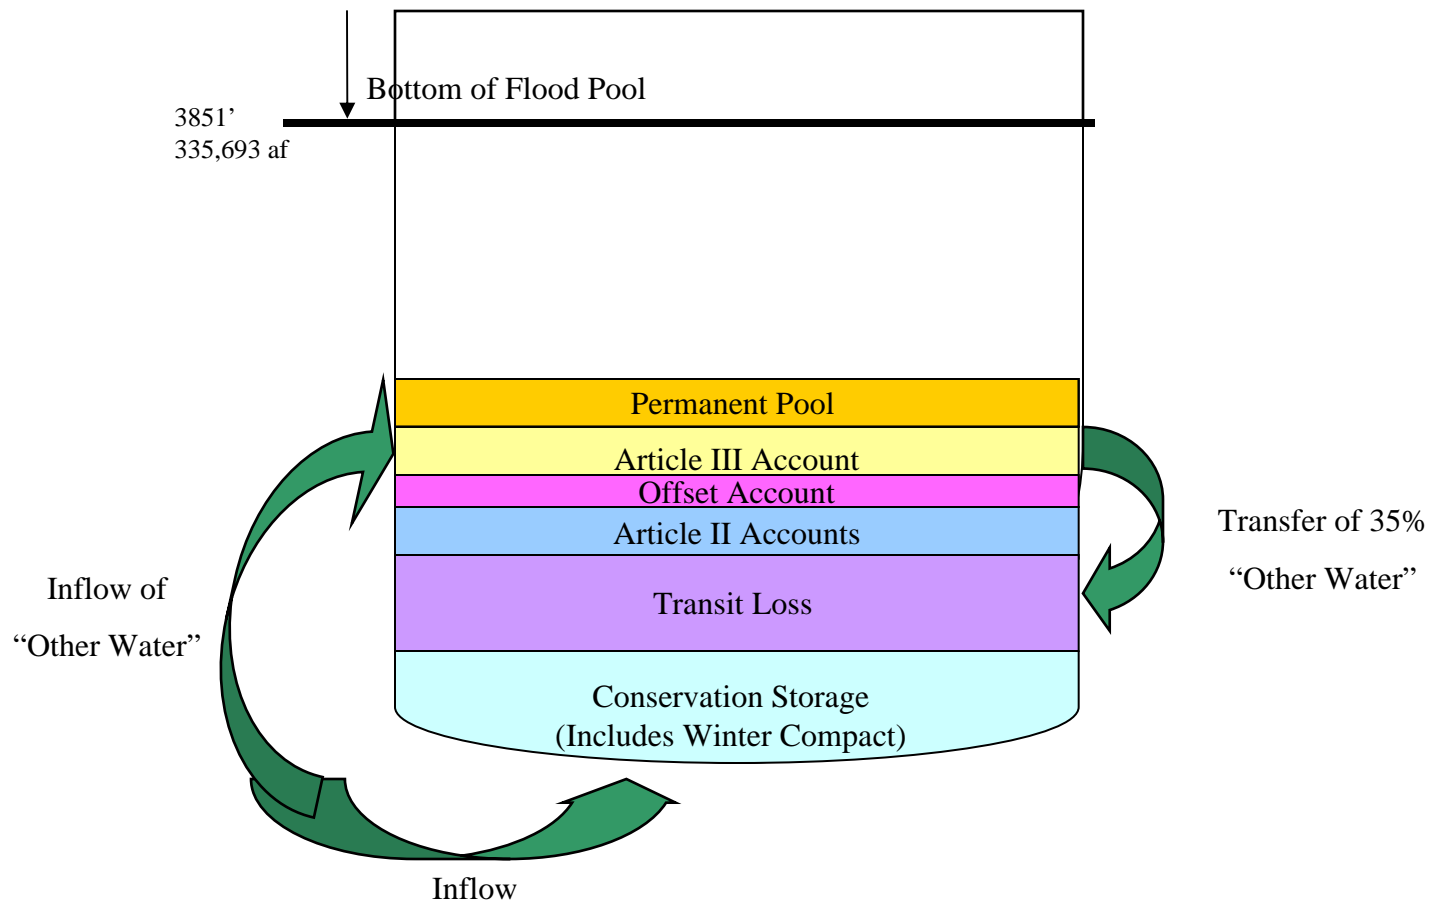 Bottom of Flood Pool
3851’
335,693 af
Permanent Pool
Article III Account
Offset Account
Article II Accounts
Transit Loss
Conservation Storage
(Includes Winter Compact)
Transfer of 35%
“Other Water”
Inflow of
“Other Water”
Inflow